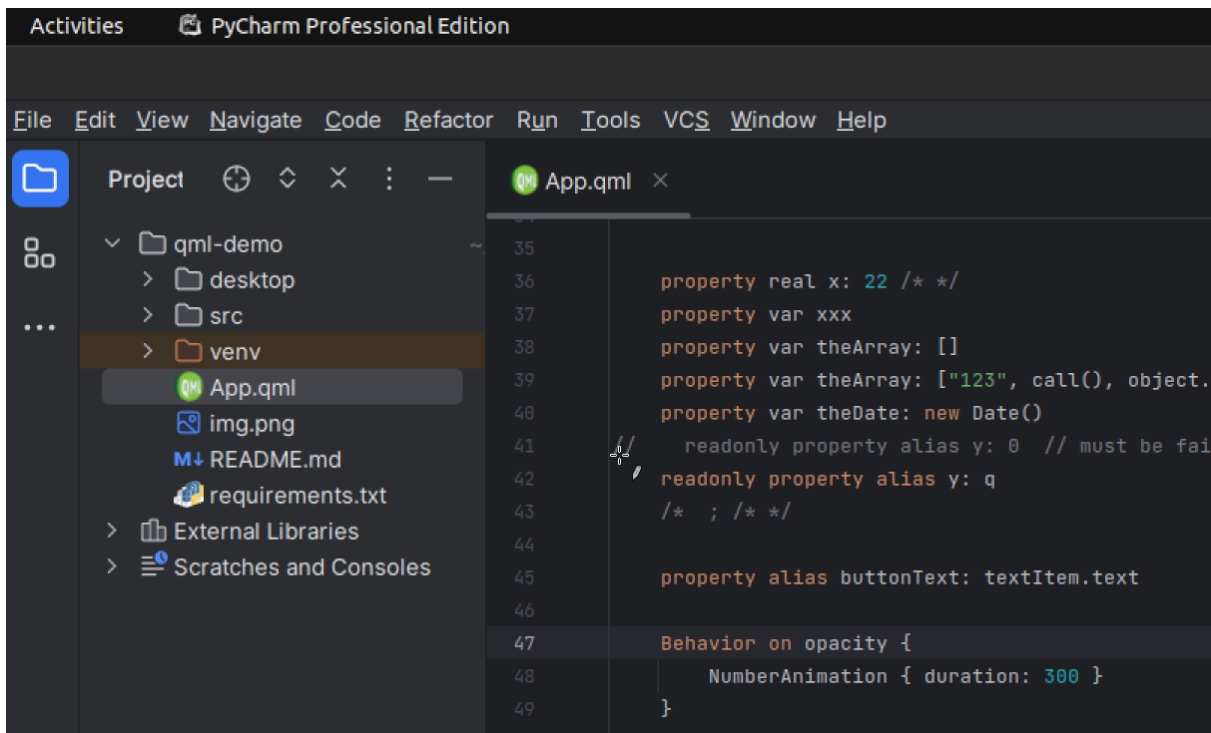 Activities PyCharm Professional Edition
File Edit View Navigate Code Refactor Run Tools VCS Window Help
Project
App.qml
qml-demo ~
desktop
src
venv
App.qml
img.png
README.md
requirements.txt
External Libraries
Scratches and Consoles
35
36 property real x: 22 /* */
37 property var xxx
38 property var theArray: []
39 property var theArray: ["123", call(), object.
40 property var theDate: new Date()
41 // readonly property alias y: 0 // must be fai
42 readonly property alias y: q
43 /* ; /* */
44
45 property alias buttonText: textItem.text
46
47 Behavior on opacity {
48 NumberAnimation { duration: 300 }
49 }